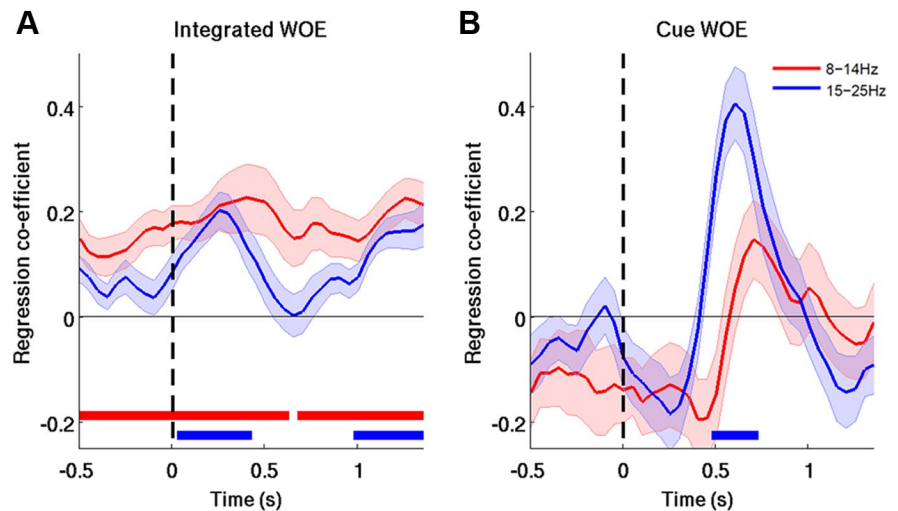 A
Integrated WOE
Regression co-efficient
0.4
0.2
0
-0.2
-0.5
0
0.5
1
Time (s)
B
Cue WOE
8-14Hz
15-25Hz
Regression co-efficient
0.4
0.2
0
-0.2
-0.5
0
0.5
1
Time (s)